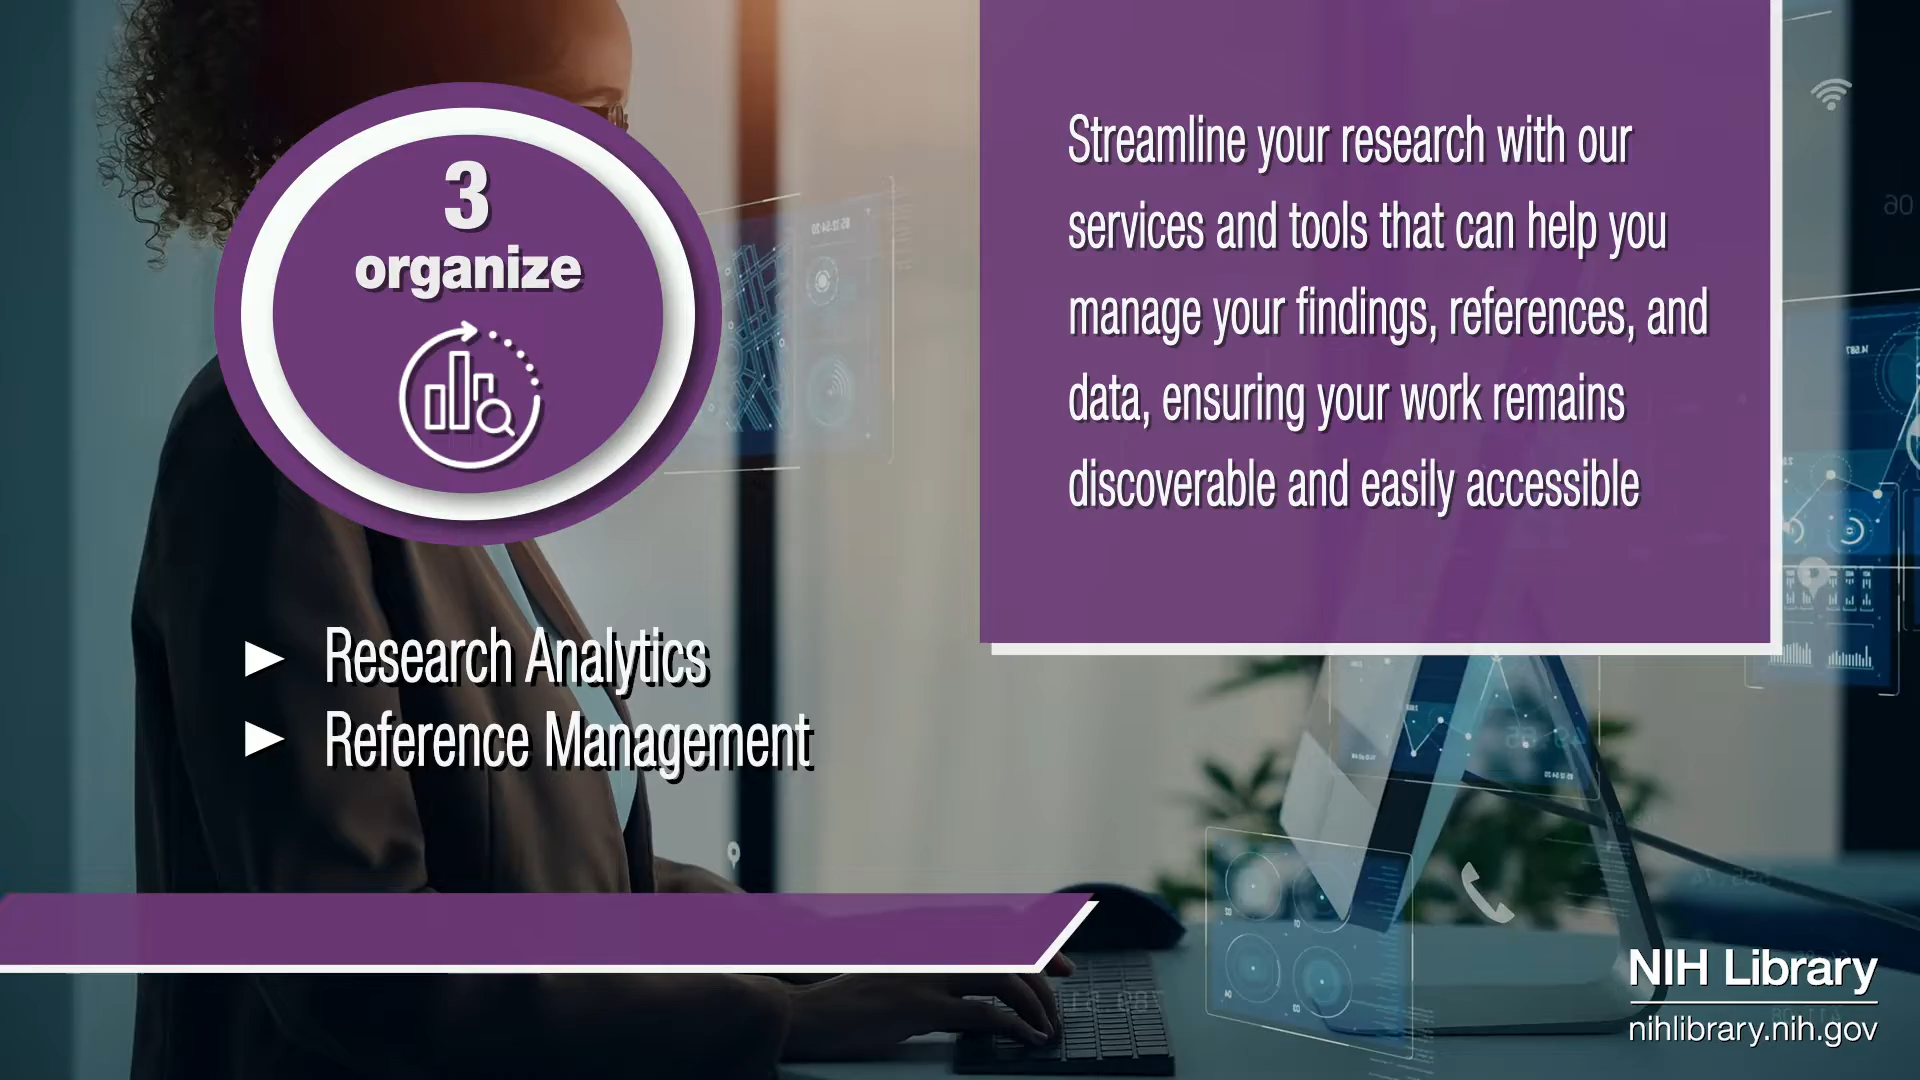 3
organize
Streamline your research with our
services and tools that can help you
manage your findings, references, and
data, ensuring your work remains
discoverable and easily accessible
► Research Analytics
► Reference Management
NIH Library
nihlibrary.nih.gov